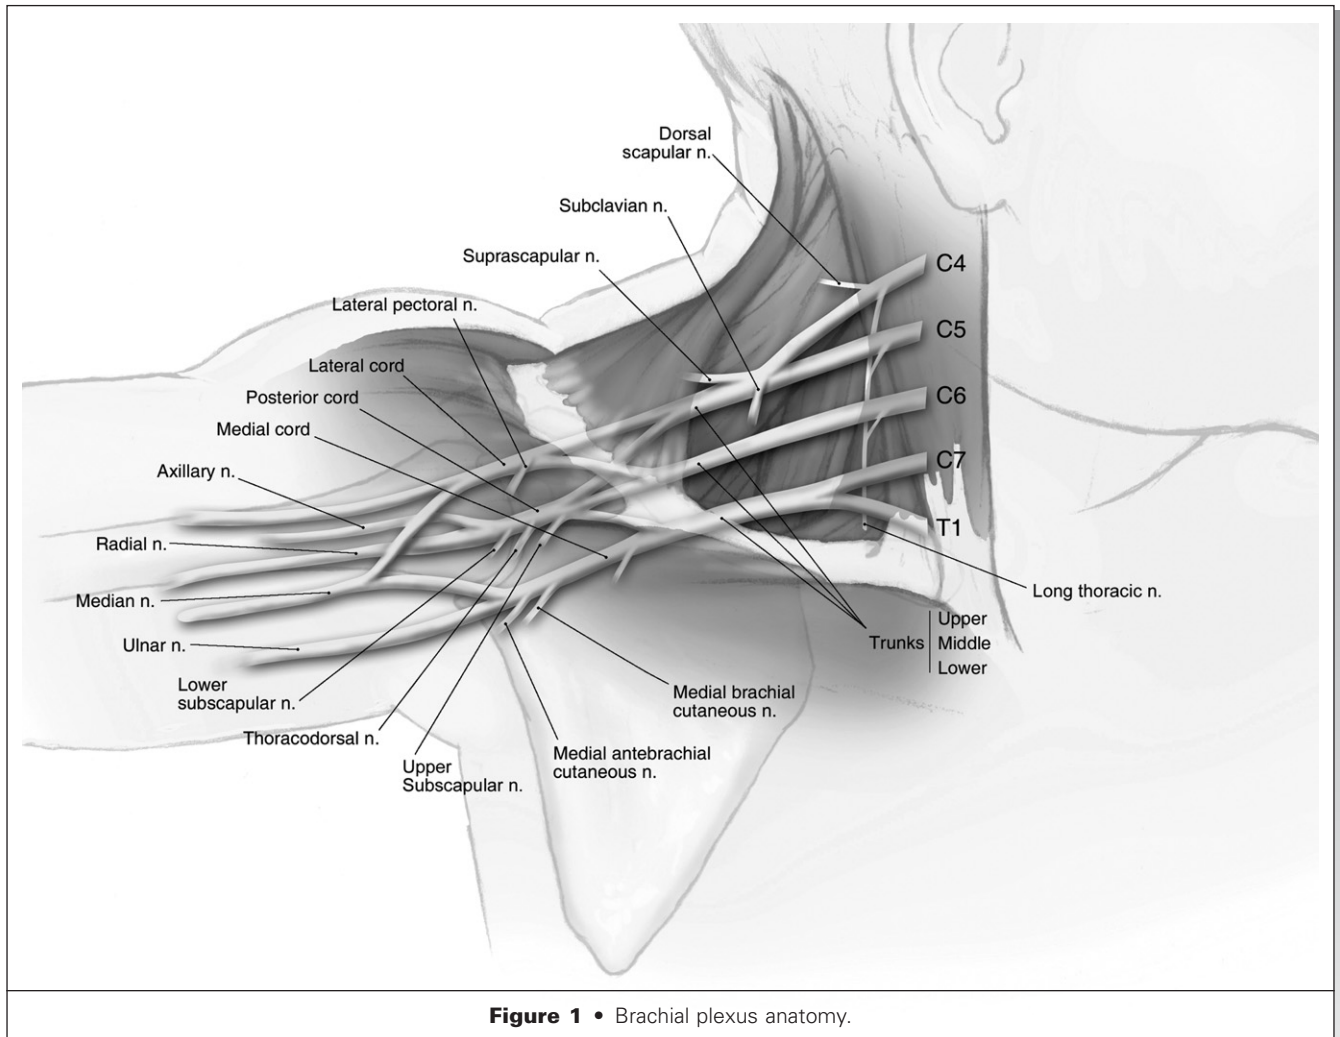 Dorsal
scapular n.
Subclavian n.
Suprascapular n.
Lateral pectoral n.
Lateral cord
Posterior cord
Medial cord
Axillary n.
Radial n.
Median n.
Ulnar n.
Lower
subscapular n.
Thoracodorsal n.
Upper
Subscapular n.
Medial antebrachial
cutaneous n.
Medial brachial
cutaneous n.
C4
C5
C6
C7
T1
Long thoracic n.
Trunks
Upper
Middle
Lower
Figure 1 • Brachial plexus anatomy.